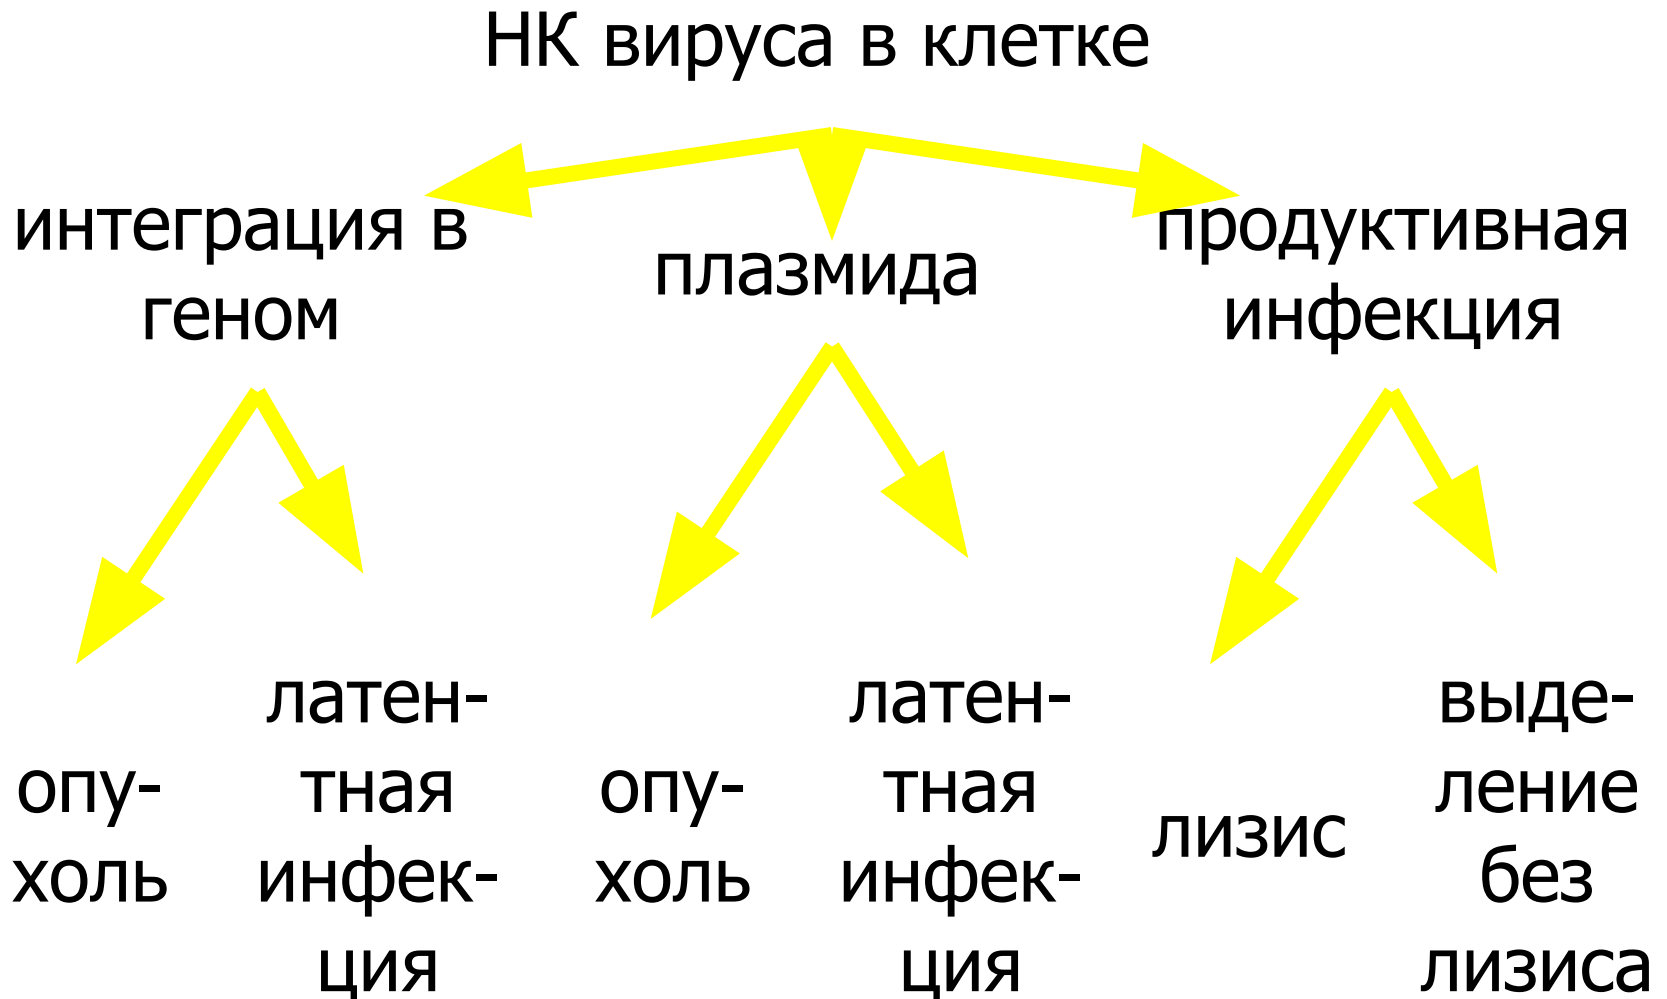 НК вируса в клетке
интеграция в
геном
плазмида
продуктивная
инфекция
опу-
холь
латен-
тная
инфек-
ция
опу-
холь
латен-
тная
инфек-
ция
лизис
выде-
ление
без
лизиса